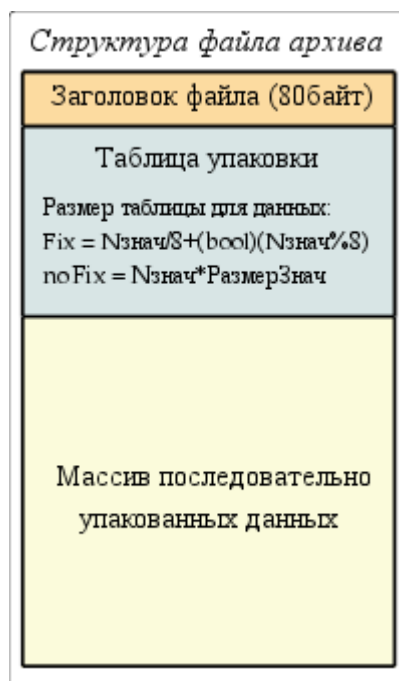 Структура файла архива
Заголовок файла (80байт)
Таблица упаковки
Размер таблицы для данных:
Fix = Nзнач/8+(bool)(Nзнач%8)
noFix = Nзнач*РазмерЗнач
Массив последовательно
упакованных данных